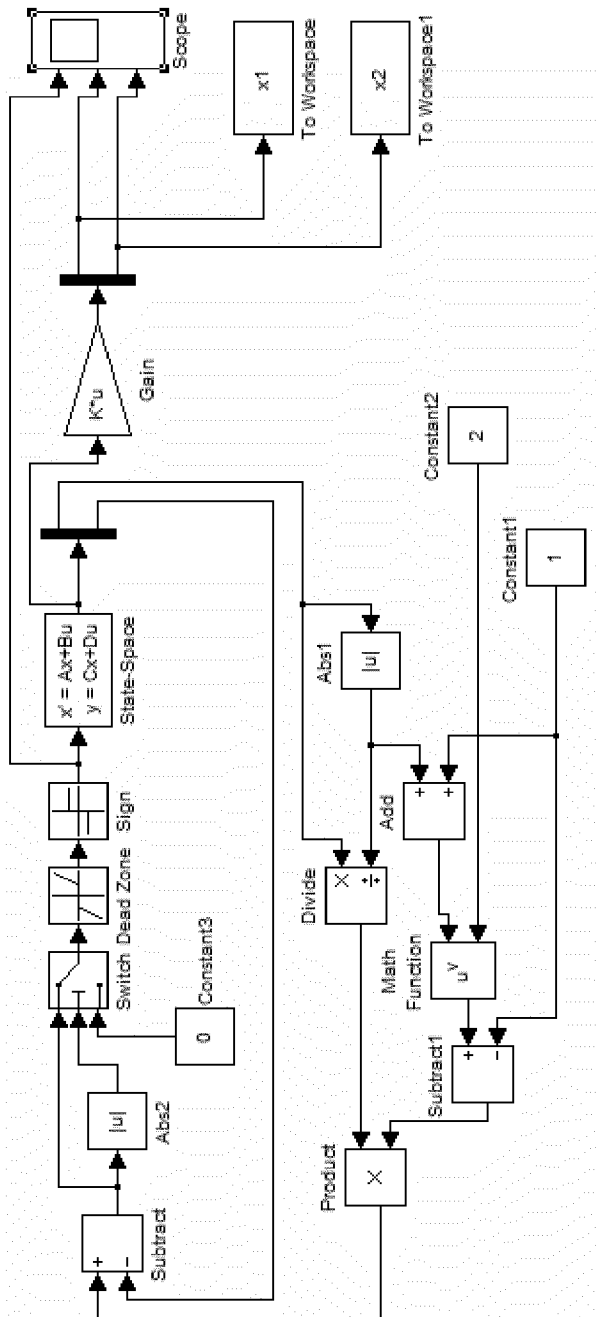 Scope
x1
To Workspace
x2
To Workspace1
K*u
Gain
x' = Ax+Bu
y = Cx+Du
State-Space
Sign
Dead Zone
Switch
0
Constant3
|u|
Abs2
+
-
Subtract
2
Constant2
1
Constant1
|u|
Abs1
+
+
Add
×
÷
Divide
u^v
Math
Function
+
-
Subtract1
×
Product